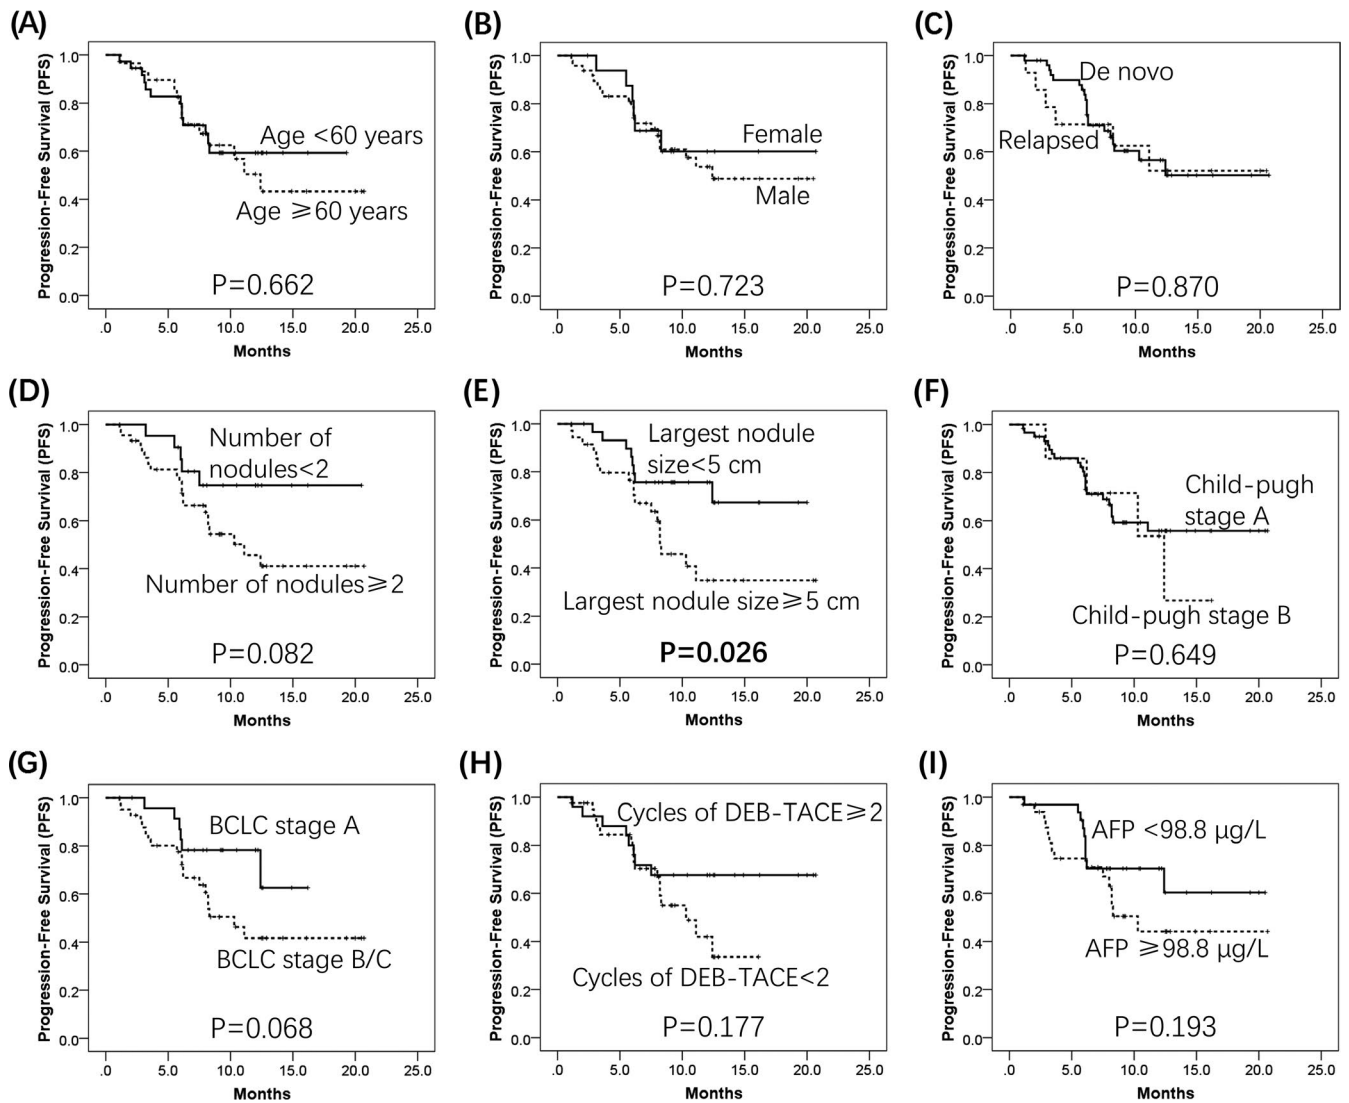 (A)
Progression-Free Survival (PFS)
1.0
0.8
0.6
0.4
0.2
0.0
Age <60 years
Age ⩾60 years
P=0.662
.0 5.0 10.0 15.0 20.0 25.0
Months
(B)
Progression-Free Survival (PFS)
1.0
0.8
0.6
0.4
0.2
0.0
Female
Male
P=0.723
.0 5.0 10.0 15.0 20.0 25.0
Months
(C)
Progression-Free Survival (PFS)
1.0
0.8
0.6
0.4
0.2
0.0
De novo
Relapsed
P=0.870
.0 5.0 10.0 15.0 20.0 25.0
Months
(D)
Progression-Free Survival (PFS)
1.0
0.8
0.6
0.4
0.2
0.0
Number of
nodules<2
Number of nodules⩾2
P=0.082
.0 5.0 10.0 15.0 20.0 25.0
Months
(E)
Progression-Free Survival (PFS)
1.0
0.8
0.6
0.4
0.2
0.0
Largest nodule
size<5 cm
Largest nodule size⩾5 cm
P=0.026
.0 5.0 10.0 15.0 20.0 25.0
Months
(F)
Progression-Free Survival (PFS)
1.0
0.8
0.6
0.4
0.2
0.0
Child-pugh
stage A
Child-pugh stage B
P=0.649
.0 5.0 10.0 15.0 20.0 25.0
Months
(G)
Progression-Free Survival (PFS)
1.0
0.8
0.6
0.4
0.2
0.0
BCLC stage A
BCLC stage B/C
P=0.068
.0 5.0 10.0 15.0 20.0 25.0
Months
(H)
Progression-Free Survival (PFS)
1.0
0.8
0.6
0.4
0.2
0.0
Cycles of DEB-TACE⩾2
Cycles of DEB-TACE<2
P=0.177
.0 5.0 10.0 15.0 20.0 25.0
Months
(I)
Progression-Free Survival (PFS)
1.0
0.8
0.6
0.4
0.2
0.0
AFP <98.8 μg/L
AFP ⩾98.8 μg/L
P=0.193
.0 5.0 10.0 15.0 20.0 25.0
Months